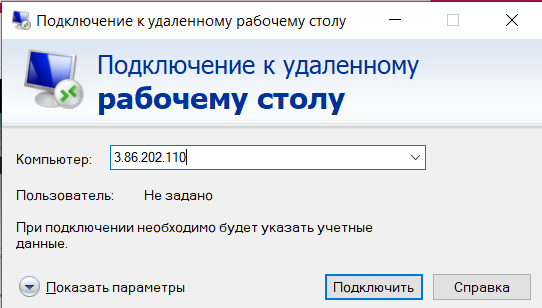 Подключение к удаленному рабочему столу
Подключение к удаленному
рабочему столу
Компьютер: 3.86.202.110
Пользователь: Не задано
При подключении необходимо будет указать учетные
данные.
Показать параметры Подключить Справка